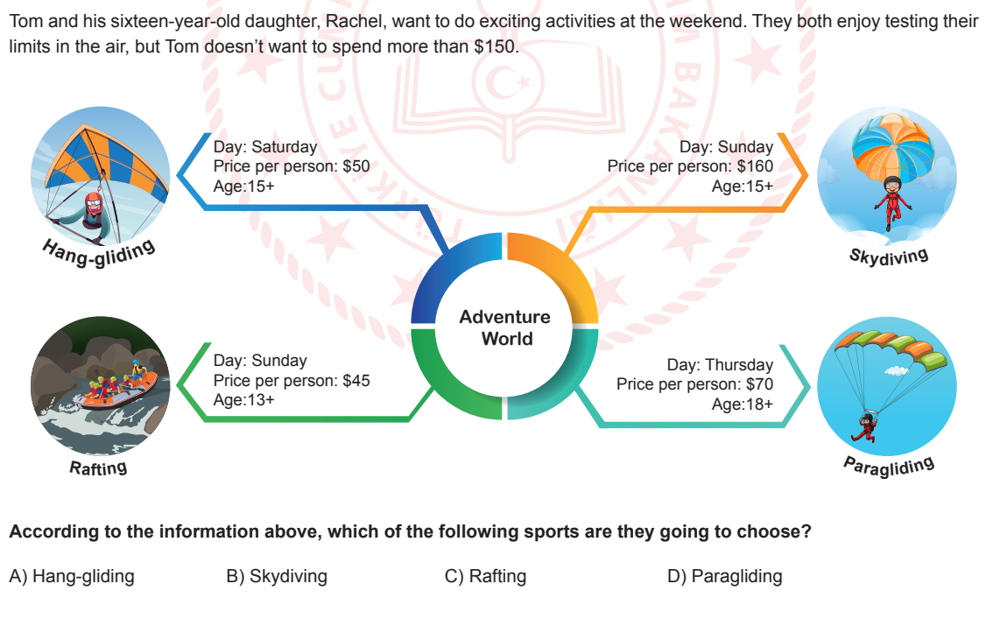 Tom and his sixteen-year-old daughter, Rachel, want to do exciting activities at the weekend. They both enjoy testing their
limits in the air, but Tom doesn’t want to spend more than $150.
Day: Saturday
Price per person: $50
Age:15+
Hang-gliding
Day: Sunday
Price per person: $160
Age:15+
Skydiving
Adventure
World
Day: Sunday
Price per person: $45
Age:13+
Rafting
Day: Thursday
Price per person: $70
Age:18+
Paragliding
According to the information above, which of the following sports are they going to choose?
A) Hang-gliding
B) Skydiving
C) Rafting
D) Paragliding